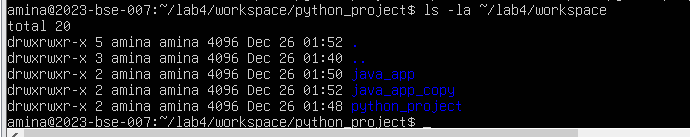 amina@2023-bse-007:~/lab4/workspace/python_project$ ls -la ~/lab4/workspace
total 20
drwxrwxr-x 5 amina amina 4096 Dec 26 01:52 .
drwxrwxr-x 3 amina amina 4096 Dec 26 01:40 ..
drwxrwxr-x 2 amina amina 4096 Dec 26 01:50 java_app
drwxrwxr-x 2 amina amina 4096 Dec 26 01:52 java_app_copy
drwxrwxr-x 2 amina amina 4096 Dec 26 01:48 python_project
amina@2023-bse-007:~/lab4/workspace/python_project$ _